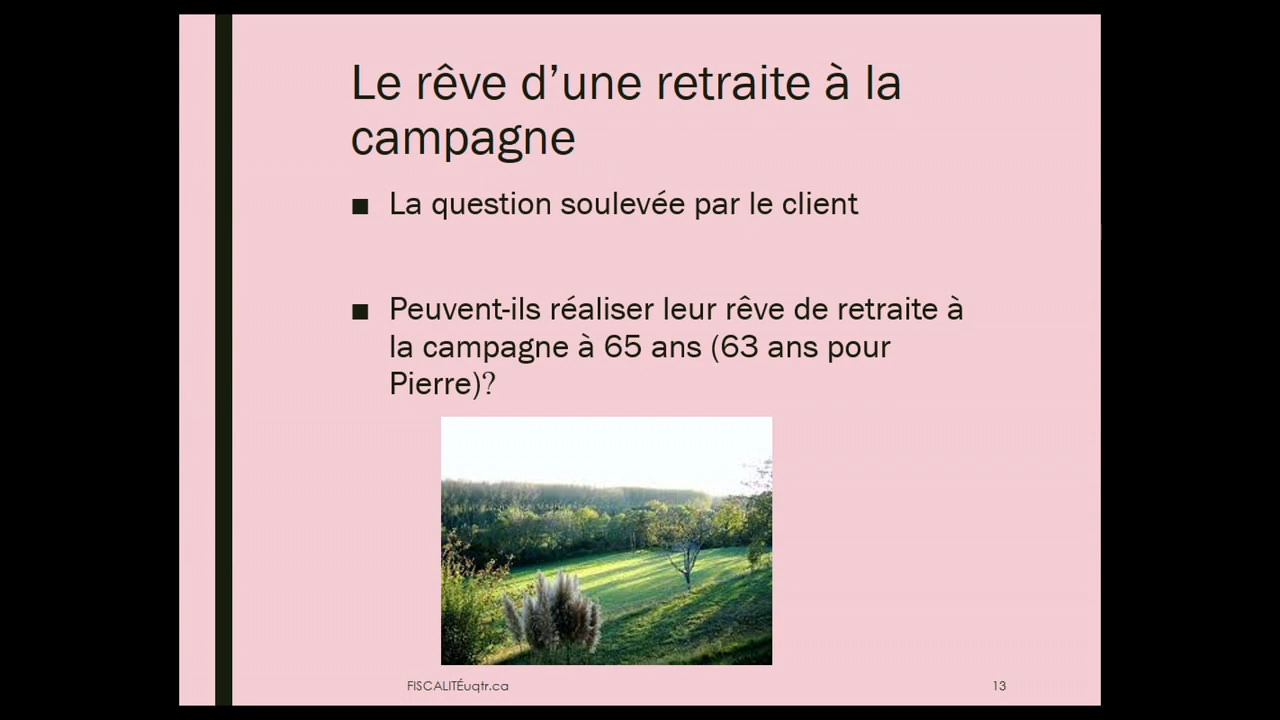 Le rêve d’une retraite à la
campagne
■ La question soulevée par le client
■ Peuvent-ils réaliser leur rêve de retraite à
la campagne à 65 ans (63 ans pour
Pierre)?
FISCALITÉuqtr.ca
13